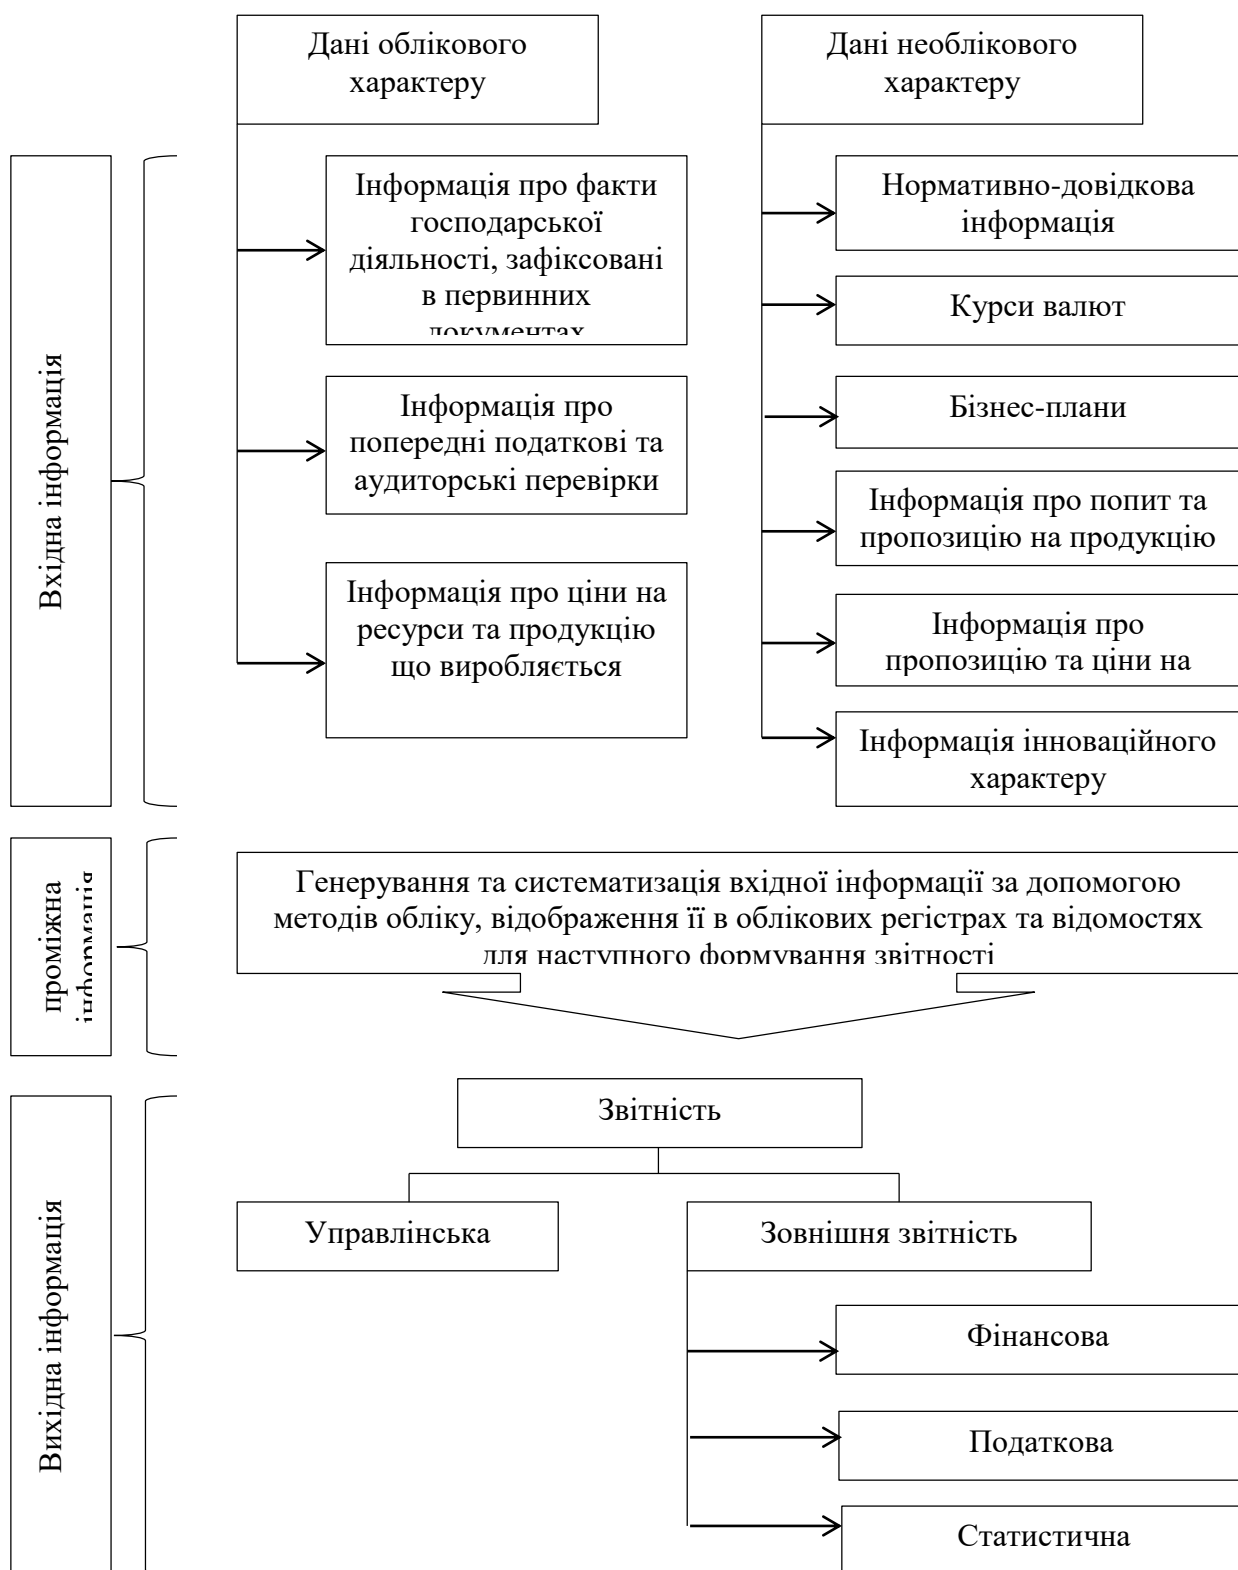 Дані облікового
характеру
Дані необлікового
характеру
Вхідна інформація
Інформація про факти
господарської
діяльності, зафіксовані
в первинних
документах
Інформація про
попередні податкові та
аудиторські перевірки
Інформація про ціни на
ресурси та продукцію
що виробляється
Нормативно-довідкова
інформація
Курси валют
Бізнес-плани
Інформація про попит та
пропозицію на продукцію
Інформація про
пропозицію та ціни на
Інформація інноваційного
характеру
проміжна
інформація
Генерування та систематизація вхідної інформації за допомогою
методів обліку, відображення її в облікових регістрах та відомостях
для наступного формування звітності
Вихідна інформація
Звітність
Управлінська
Зовнішня звітність
Фінансова
Податкова
Статистична